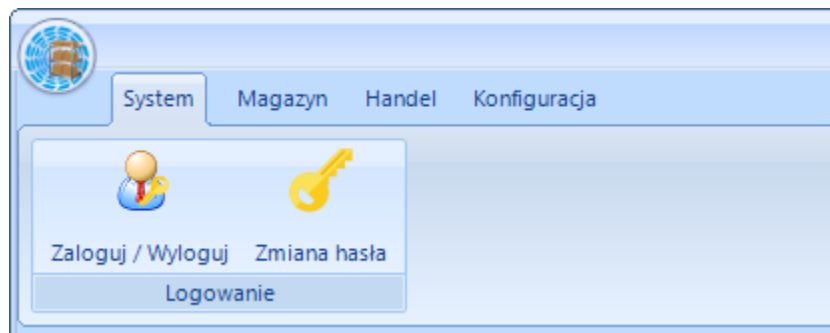 System Magazyn Handel Konfiguracja
Zaloguj / Wyloguj Zmiana hasła
Logowanie